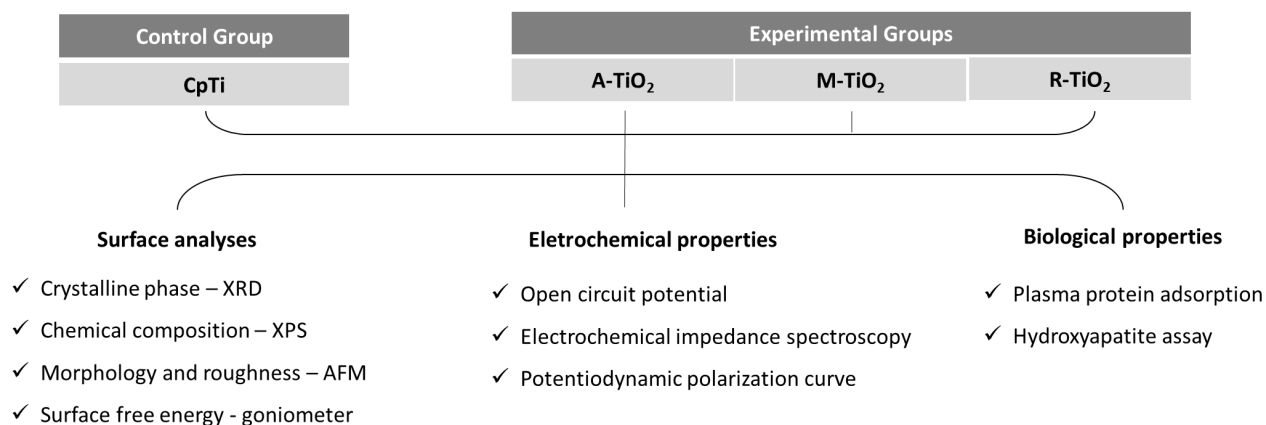 Control Group
CpTi
Experimental Groups
A-TiO₂
M-TiO₂
R-TiO₂
Surface analyses
✓ Crystalline phase – XRD
✓ Chemical composition – XPS
✓ Morphology and roughness – AFM
✓ Surface free energy - goniometer
Eletrochemical properties
✓ Open circuit potential
✓ Electrochemical impedance spectroscopy
✓ Potentiodynamic polarization curve
Biological properties
✓ Plasma protein adsorption
✓ Hydroxyapatite assay